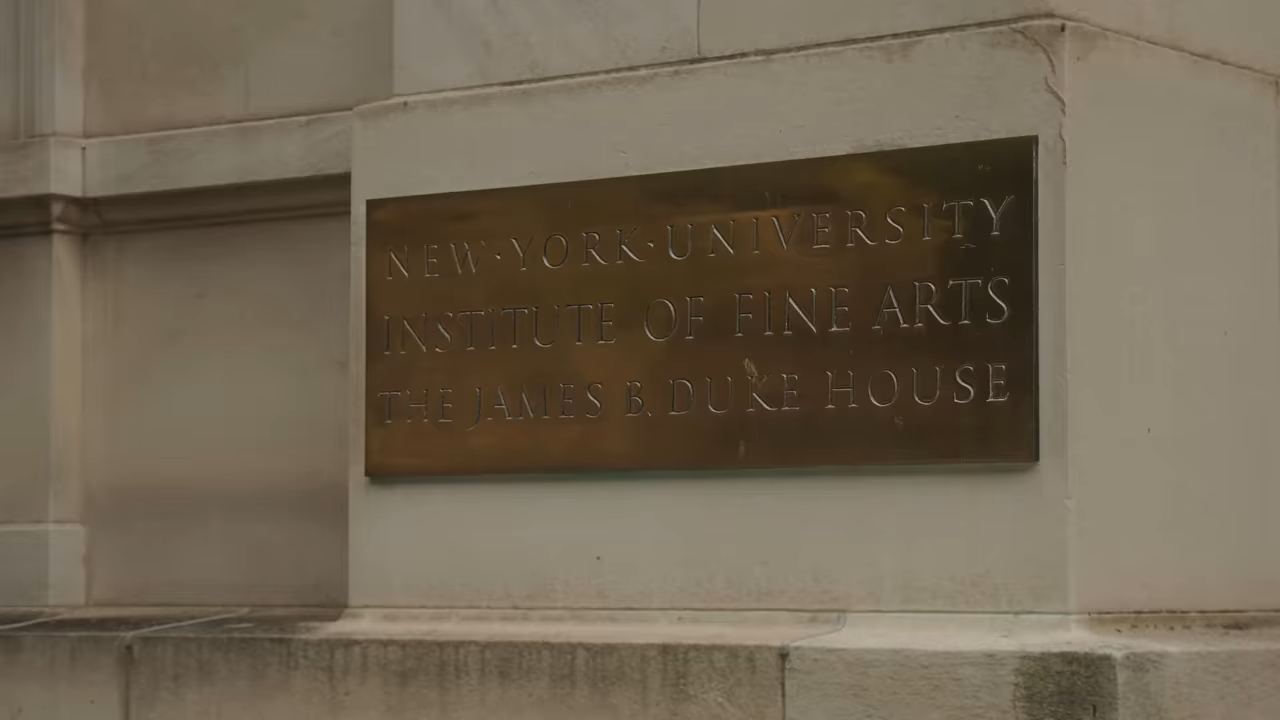 NEW·YORK·UNIVERSITY
INSTITUTE OF FINE ARTS
THE JAMES B. DUKE HOUSE